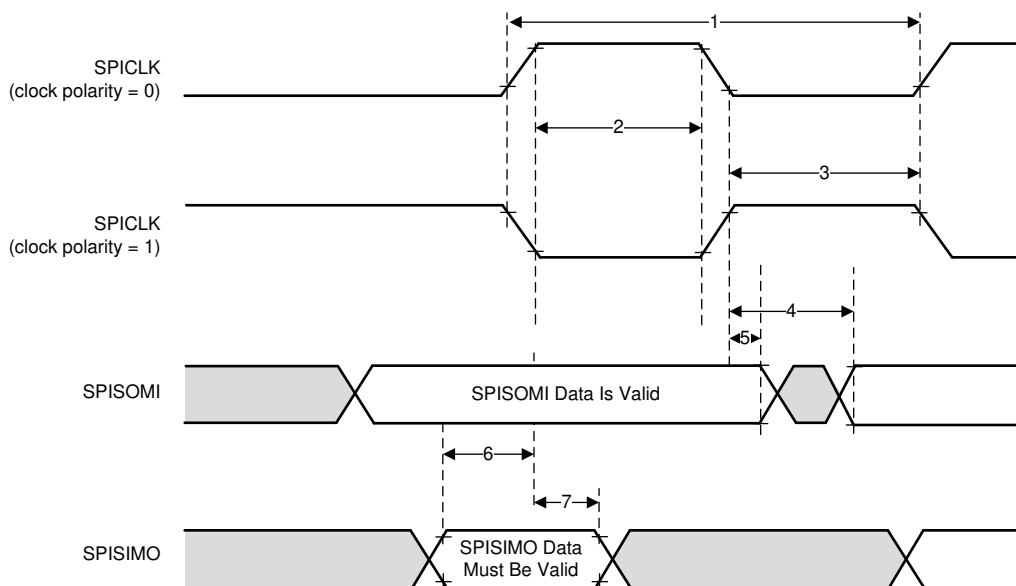 1
SPICLK
(clock polarity = 0)
2
3
SPICLK
(clock polarity = 1)
4
5
SPISOMI
SPISOMI Data Is Valid
6
7
SPISIMO
SPISIMO Data
Must Be Valid